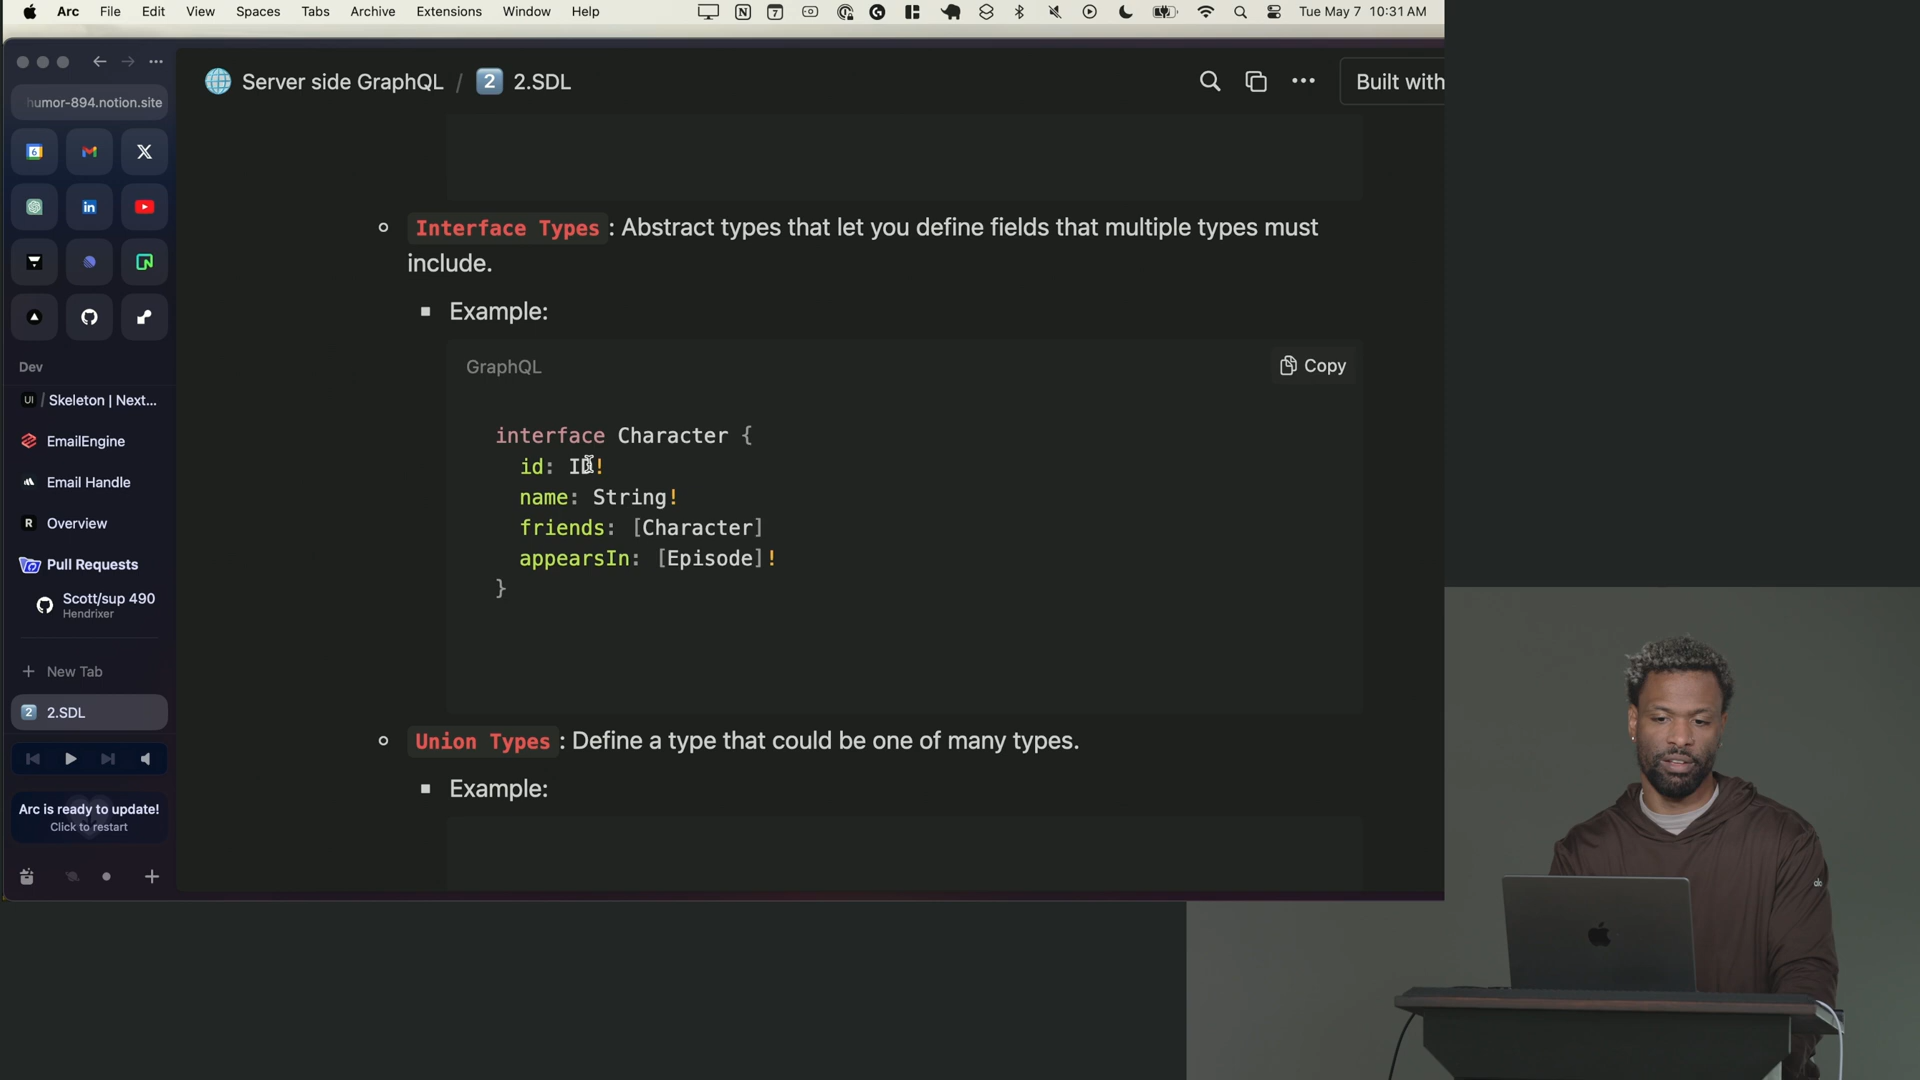 Arc File Edit View Spaces Tabs Archive Extensions Window Help Tue May 7 10:31 AM
humor-894.notion.site
Server side GraphQL / 2 2.SDL Built with
Interface Types : Abstract types that let you define fields that multiple types must
include.
Example:
GraphQL Copy
interface Character {
id: ID!
name: String!
friends: [Character]
appearsIn: [Episode]!
}
Union Types : Define a type that could be one of many types.
Example:
Dev
UI / Skeleton | Next...
EmailEngine
Email Handle
R Overview
Pull Requests
Scott/sup 490
Hendrixer
+ New Tab
2 2.SDL
Arc is ready to update!
Click to restart